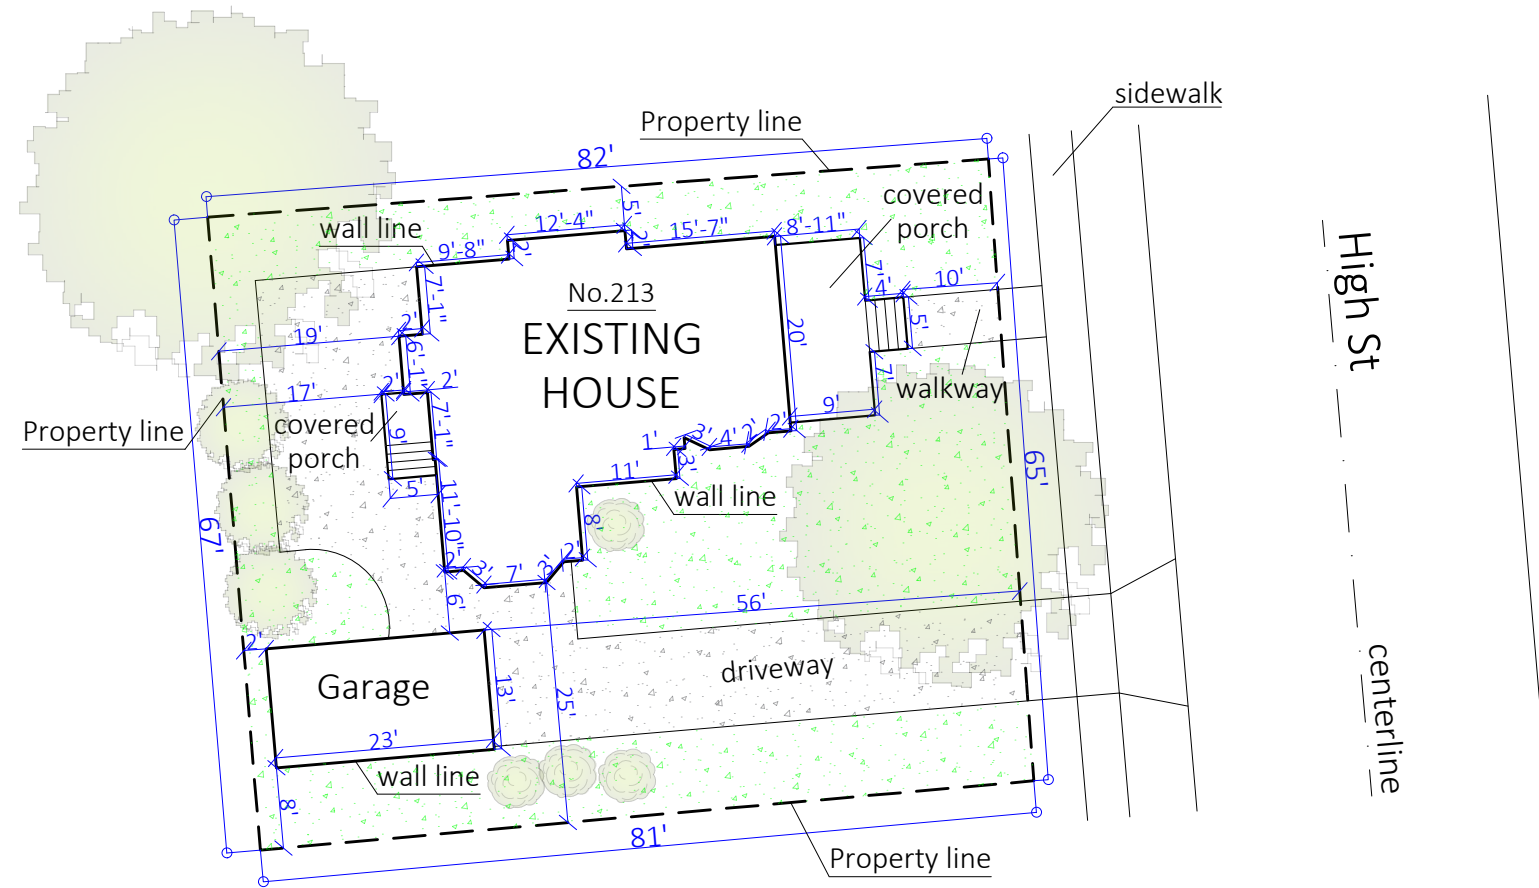 sidewalk
Property line
82'
covered
porch
wall line
12'-4"
5'
2'
15'-7"
8'-11"
9'-8"
2'
7'-1"
7'
4'
10'
5'
No.213
EXISTING
HOUSE
20'
19'
2'
6'-1"
17'
2'
2'
7'-1"
walkway
7'
9'
High St
Property line
covered
porch
9'
5'
11'-10"
1'
3'
4'
2'
2'
3'
11'
wall line
65'
8'
67'
2'
3'
7'
3'
2'
6'
56'
2'
driveway
Garage
13'
25'
23'
wall line
8'
centerline
81'
Property line